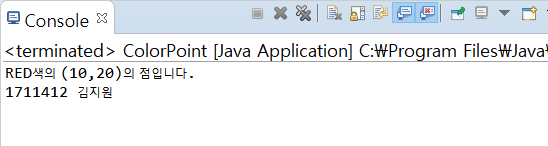 Console
<terminated> ColorPoint [Java Application] C:₩Program Files₩Java₩
RED색의 (10,20)의 점입니다.
1711412 김지원